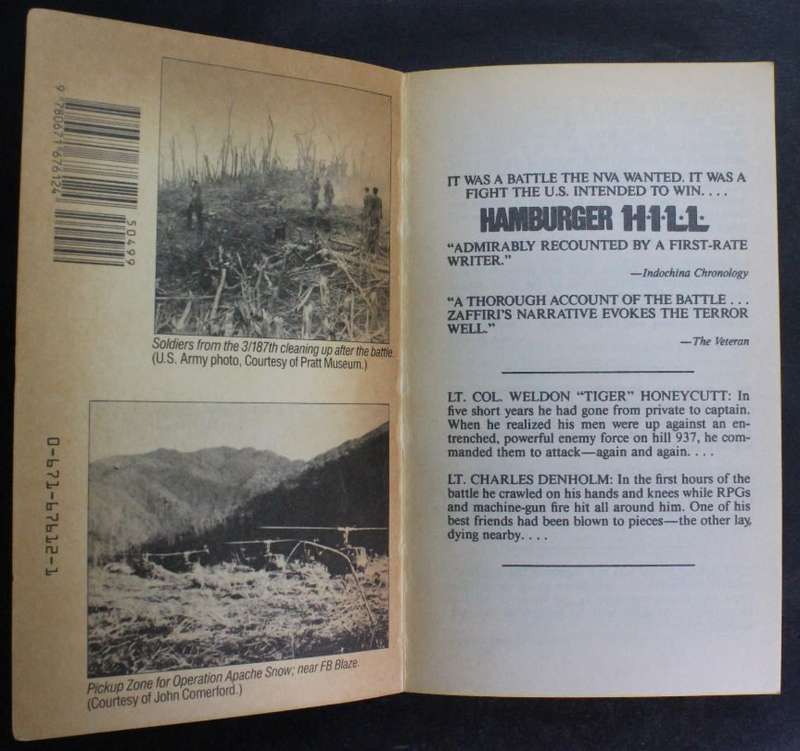 9780671676124
50499
Soldiers from the 3/187th cleaning up after the battle.
(U.S. Army photo, Courtesy of Pratt Museum.)
0-671-67612-1
Pickup Zone for Operation Apache Snow; near FB Blaze.
(Courtesy of John Comerford.)
IT WAS A BATTLE THE NVA WANTED. IT WAS A
FIGHT THE U.S. INTENDED TO WIN. . . .
HAMBURGER H·I·L·L·
“ADMIRABLY RECOUNTED BY A FIRST-RATE
WRITER.”
—Indochina Chronology
“A THOROUGH ACCOUNT OF THE BATTLE . . .
ZAFFIRI’S NARRATIVE EVOKES THE TERROR
WELL.”
—The Veteran
LT. COL. WELDON “TIGER” HONEYCUTT: In
five short years he had gone from private to captain.
When he realized his men were up against an en-
trenched, powerful enemy force on hill 937, he com-
manded them to attack—again and again. . . .
LT. CHARLES DENHOLM: In the first hours of the
battle he crawled on his hands and knees while RPGs
and machine-gun fire hit all around him. One of his
best friends had been blown to pieces—the other lay,
dying nearby. . . .